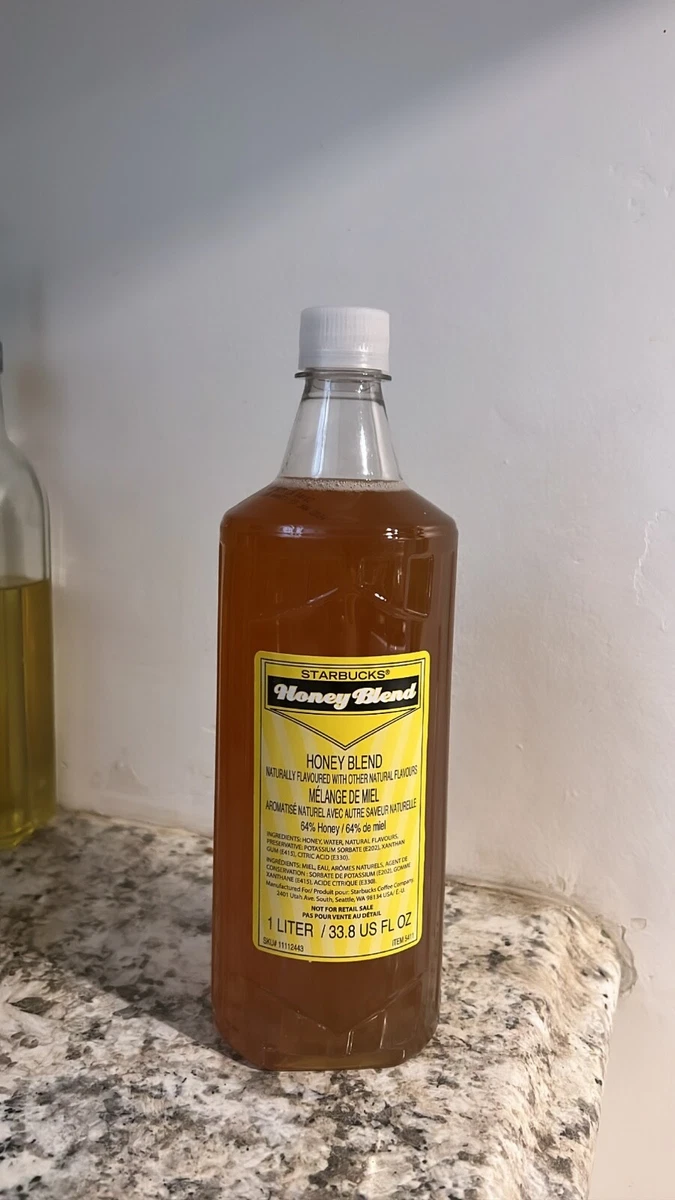 STARBUCKS®
Honey Blend
HONEY BLEND
NATURALLY FLAVOURED WITH OTHER NATURAL FLAVOURS
MÉLANGE DE MIEL
AROMATISÉ NATUREL AVEC AUTRE SAVEUR NATURELLE
64% Honey / 64% de miel
INGREDIENTS: HONEY, WATER, NATURAL FLAVOURS,
PRESERVATIVE: POTASSIUM SORBATE (E202), XANTHAN
GUM (E415), CITRIC ACID (E330).
INGRÉDIENTS: MIEL, EAU, ARÔMES NATURELS, AGENT DE
CONSERVATION : SORBATE DE POTASSIUM (E202), GOMME
XANTHANE (E415), ACIDE CITRIQUE (E330).
Manufactured For/ Produit pour: Starbucks Coffee Company
2401 Utah Ave. South, Seattle, WA 98134 USA/ É.-U.
NOT FOR RETAIL SALE
PAS POUR VENTE AU DÉTAIL
1 LITER / 33.8 US FL OZ
SKU# 11112443 ITEM 5411